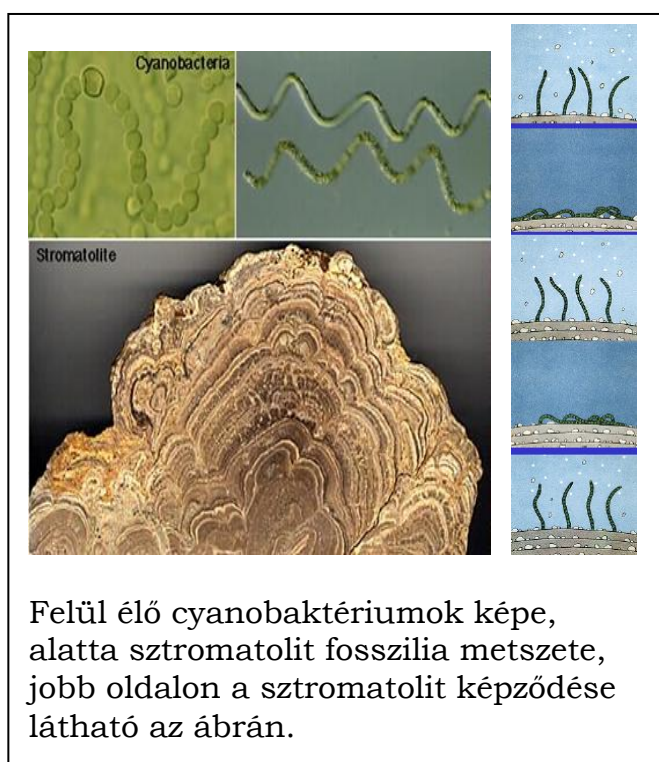 Cyanobacteria
Stromatolite
Felül élő cyanobaktériumok képe,
alatta sztromatolit fosszilia metszete,
jobb oldalon a sztromatolit képződése
látható az ábrán.